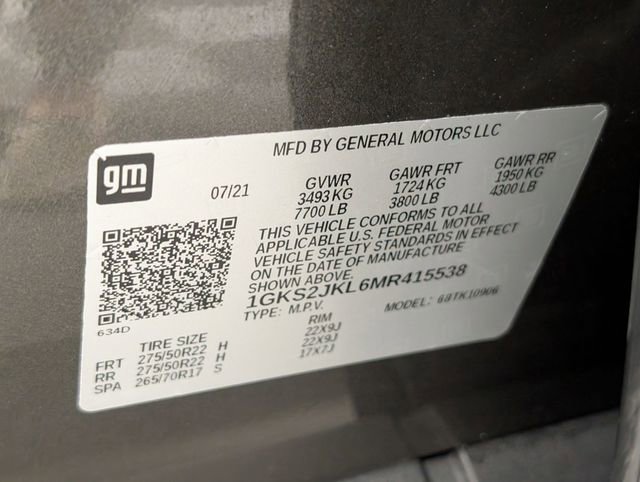 gm
MFD BY GENERAL MOTORS LLC
07/21
GVWR
3493 KG
7700 LB
GAWR FRT
1724 KG
3800 LB
GAWR RR
1950 KG
4300 LB
THIS VEHICLE CONFORMS TO ALL
APPLICABLE U.S. FEDERAL MOTOR
VEHICLE SAFETY STANDARDS IN EFFECT
ON THE DATE OF MANUFACTURE
SHOWN ABOVE.
1GKS2JKL6MR415538
TYPE: M.P.V. MODEL: 6BTK10906
634D
TIRE SIZE RIM
FRT 275/50R22 H 22X9J
RR 275/50R22 H 22X9J
SPA 265/70R17 S 17X7J